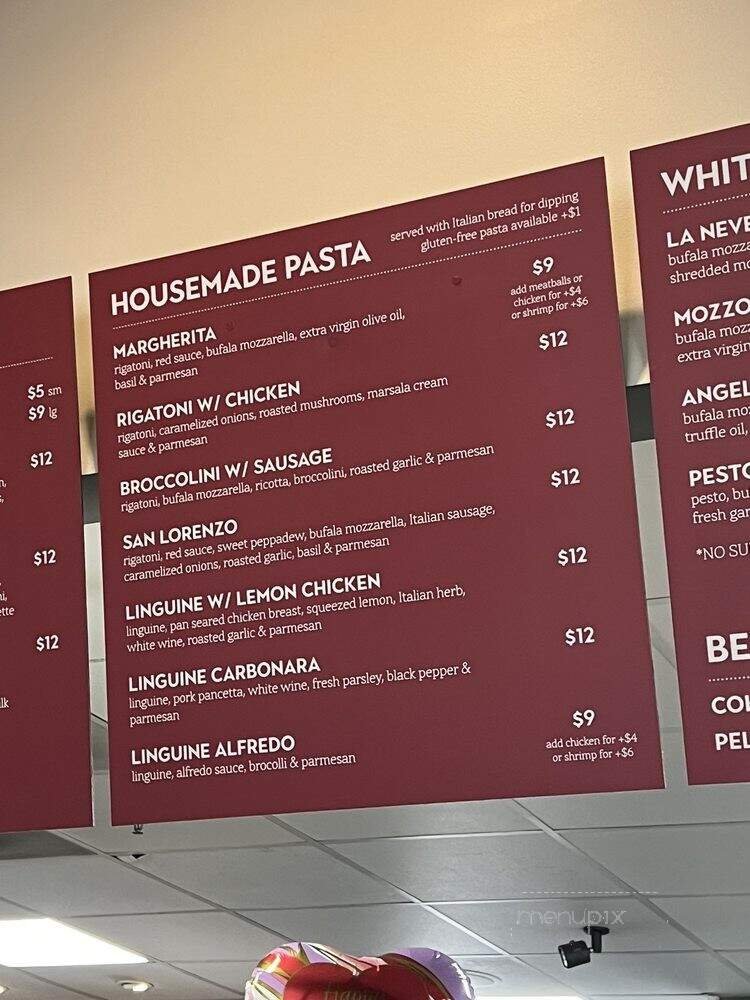 $5 sm
$9 lg
$12
$12
ette
$12
HOUSEMADE PASTA
served with Italian bread for dipping
gluten-free pasta available +$1
MARGHERITA
rigatoni, red sauce, bufala mozzarella, extra virgin olive oil,
basil & parmesan
$9
add meatballs or
chicken for +$4
or shrimp for +$6
RIGATONI W/ CHICKEN
rigatoni, caramelized onions, roasted mushrooms, marsala cream
sauce & parmesan
$12
BROCCOLINI W/ SAUSAGE
rigatoni, bufala mozzarella, ricotta, broccolini, roasted garlic & parmesan
$12
SAN LORENZO
rigatoni, red sauce, sweet peppadew, bufala mozzarella, Italian sausage,
caramelized onions, roasted garlic, basil & parmesan
$12
LINGUINE W/ LEMON CHICKEN
linguine, pan seared chicken breast, squeezed lemon, Italian herb,
white wine, roasted garlic & parmesan
$12
LINGUINE CARBONARA
linguine, pork pancetta, white wine, fresh parsley, black pepper &
parmesan
$12
LINGUINE ALFREDO
linguine, alfredo sauce, brocolli & parmesan
$9
add chicken for +$4
or shrimp for +$6
WHIT
LA NEVE
bufala mozza
shredded mo
MOZZO
bufala mozz
extra virgin
ANGEL
bufala mo
truffle oil,
PESTO
pesto, bu
fresh gar
*NO SU
BE
CO
PEL
menupix
Happy